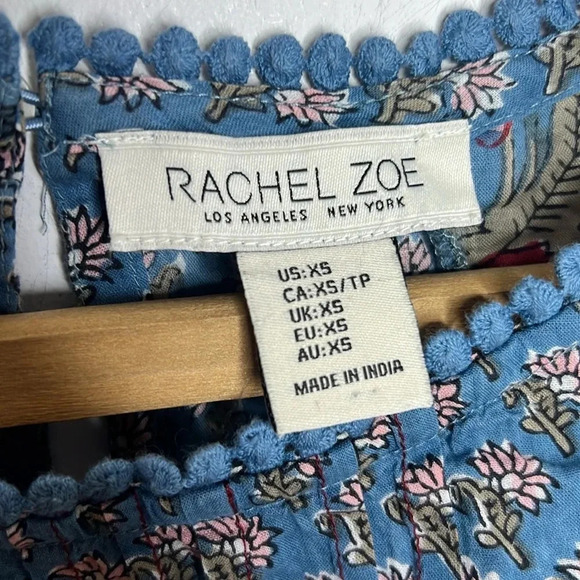 RACHEL ZOE
LOS ANGELES NEW YORK
US:XS
CA:XS/TP
UK:XS
EU:XS
AU:XS
MADE IN INDIA